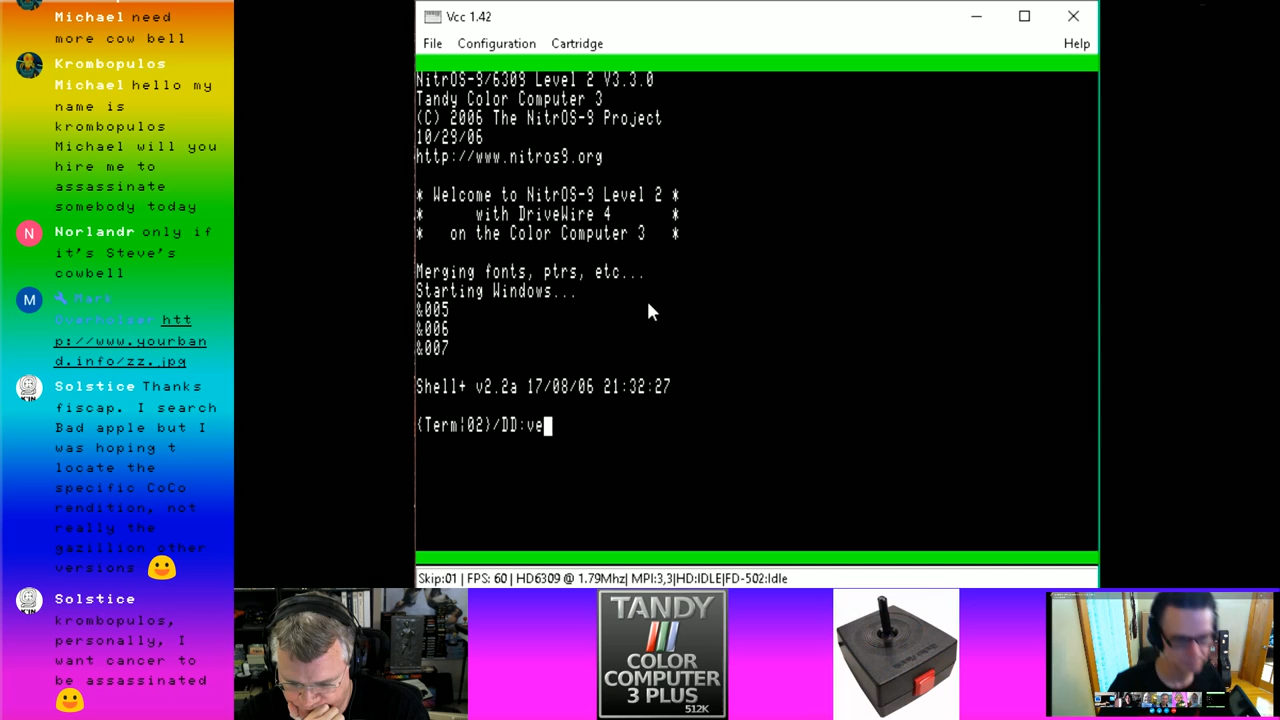 Michael need
more cow bell
Krombopulos
Michael hello my
name is
krombopulos
Michael will you
hire me to
assassinate
somebody today
Norlandr only if
it's Steve's
cowbell
M
N
htt
p://www.yourban
d.info/zz.jpg
Solstice Thanks
fiscap. I search
Bad apple but I
was hoping t
locate the
specific CoCo
rendition, not
really the
gazillion other
versions
Solstice
krombopulos,
personally, I
want cancer to
be assassinated
Vcc 1.42
File Configuration Cartridge Help
NitrOS-9/6309 Level 2 V3.3.0
Tandy Color Computer 3
(C) 2006 The NitrOS-9 Project
10/29/06
http://www.nitros9.org
* Welcome to NitrOS-9 Level 2 *
* with DriveWire 4 *
* on the Color Computer 3 *
Merging fonts, ptrs, etc...
Starting Windows...
&005
&006
&007
Shell+ v2.2a 17/08/06 21:32:27
{Term|02}/DD:ve
Skip:01 | FPS: 60 | HD6309 @ 1.79Mhz| MPI:3,3|HD:IDLE|FD-502:Idle
TANDY
COLOR
COMPUTER
3 PLUS
512K